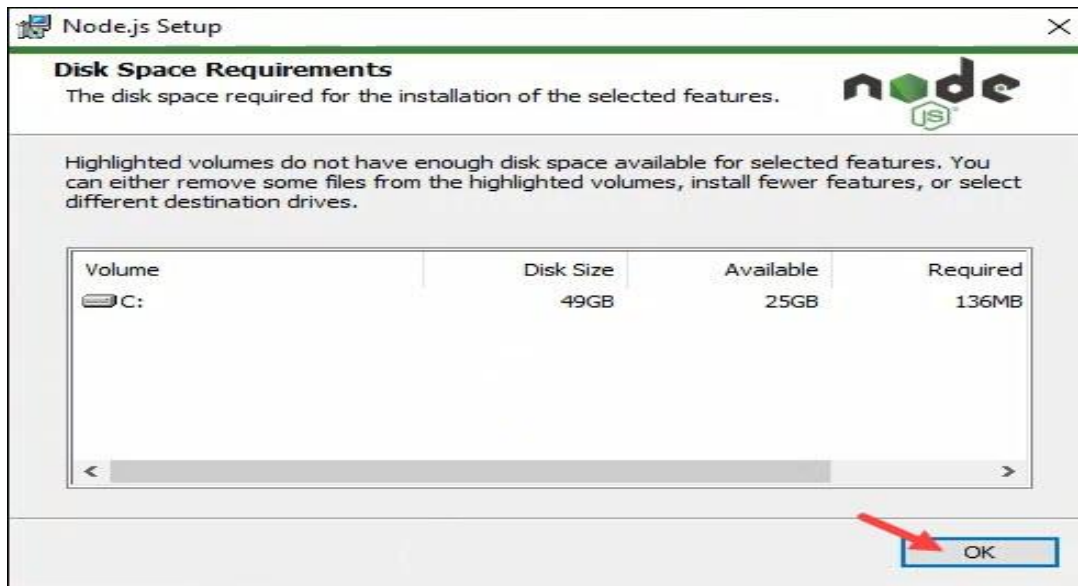 Node.js Setup
Disk Space Requirements
The disk space required for the installation of the selected features.
node
JS
Highlighted volumes do not have enough disk space available for selected features. You
can either remove some files from the highlighted volumes, install fewer features, or select
different destination drives.
Volume Disk Size Available Required
C: 49GB 25GB 136MB
OK